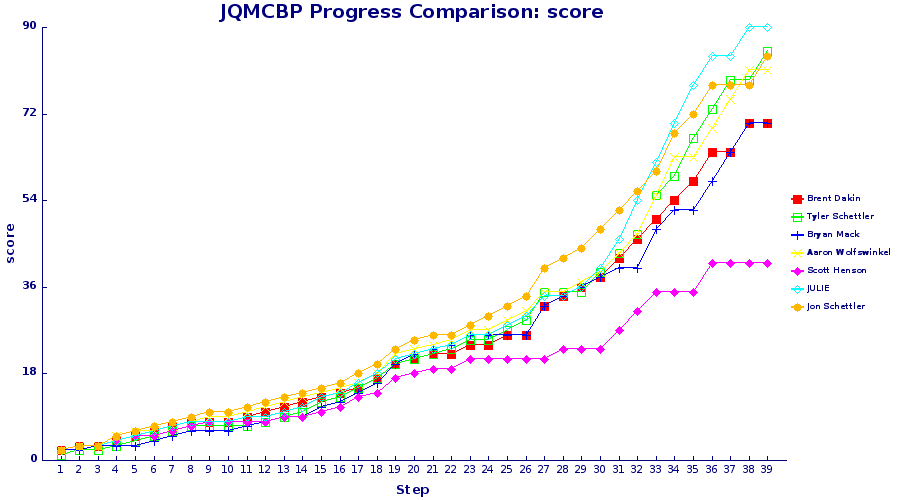 JQMCBP Progress Comparison: score
90
72
54
36
18
0
score
1 2 3 4 5 6 7 8 9 10 11 12 13 14 15 16 17 18 19 20 21 22 23 24 25 26 27 28 29 30 31 32 33 34 35 36 37 38 39
Step
Brent Dakin
Tyler Schettler
Bryan Mack
Aaron Wolfswinkel
Scott Henson
JULIE
Jon Schettler